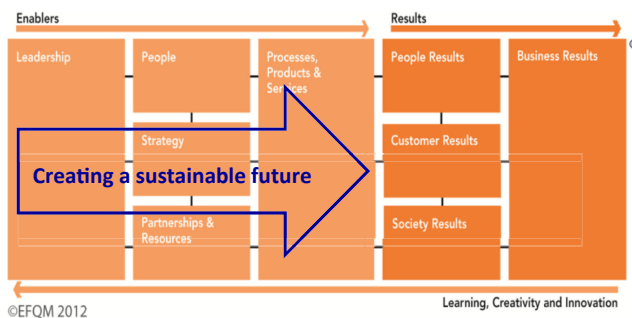 Enablers
Results
Leadership
People
Processes,
Products &
Services
People Results
Business Results
Strategy
Customer Results
Creating a sustainable future
Partnerships &
Resources
Society Results
Learning, Creativity and Innovation
©EFQM 2012